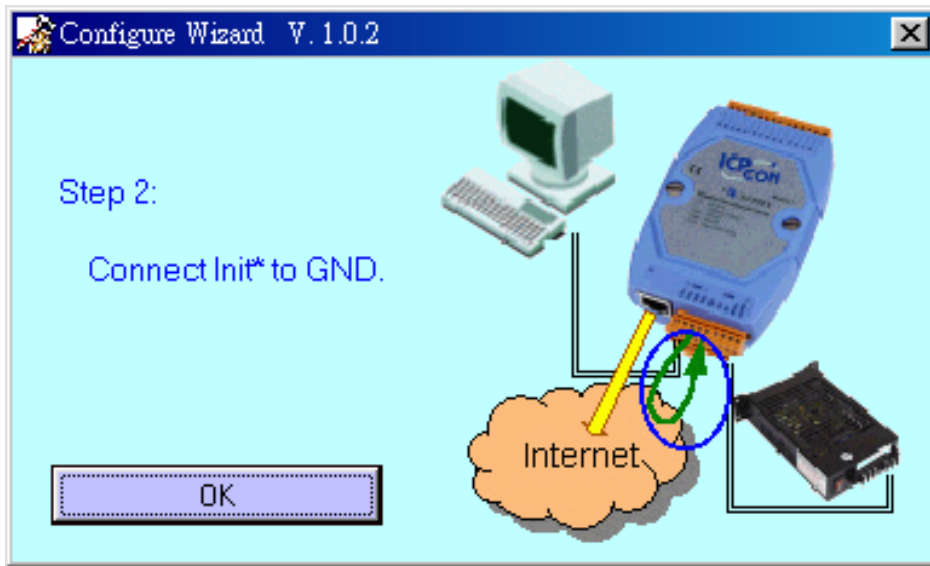 Configure Wizard V. 1.0.2
Step 2:
Connect Init* to GND.
ICP
CON
Internet
OK